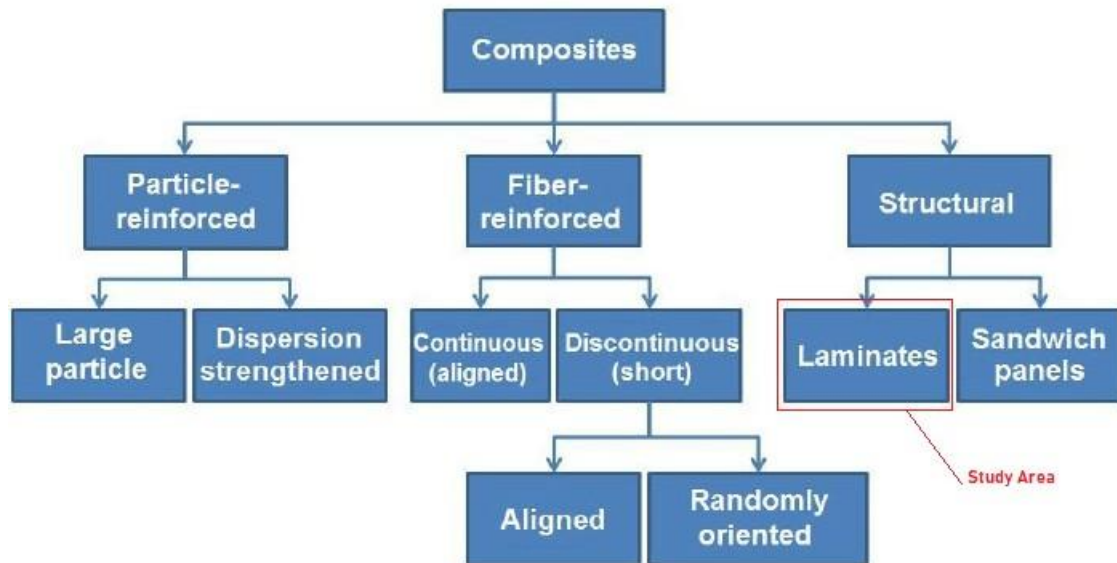 Composites
Particle-
reinforced
Fiber-
reinforced
Structural
Large
particle
Dispersion
strengthened
Continuous
(aligned)
Discontinuous
(short)
Laminates
Sandwich
panels
Study Area
Aligned
Randomly
oriented